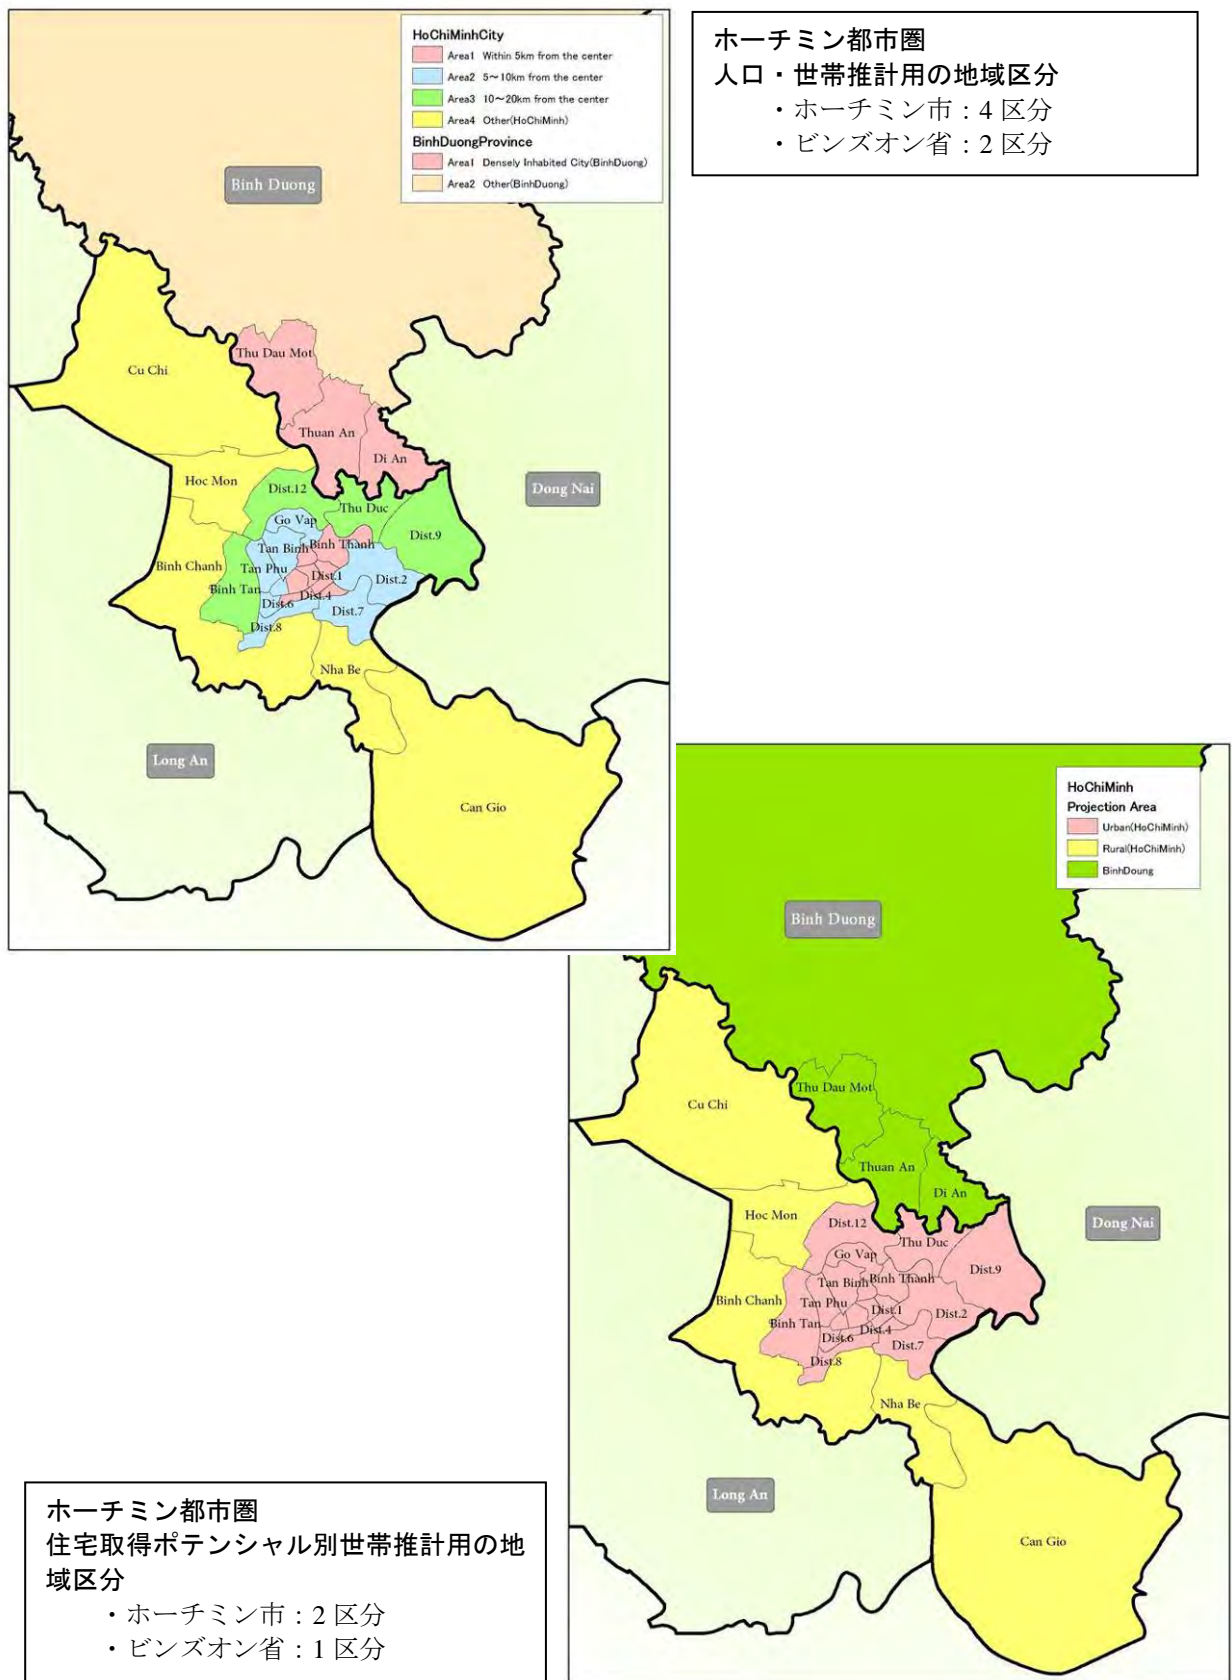 HoChiMinhCity
Area1 Within 5km from the center
Area2 5~10km from the center
Area3 10~20km from the center
Area4 Other(HoChiMinh)
BinhDuongProvince
Area1 Densely Inhabited City(BinhDuong)
Area2 Other(BinhDuong)
Binh Duong
Thu Dau Mot
Cu Chi
Thuan An
Di An
Hoc Mon
Dist.12
Dong Nai
Thu Duc
Go Vap
Dist.9
Tan Binh
Binh Thanh
Binh Chanh
Tan Phu
Dist.1
Dist.2
Binh Tan
Dist.4
Dist.6
Dist.7
Dist.8
Nha Be
Long An
Can Gio
ホーチミン都市圏
人口・世帯推計用の地域区分
・ホーチミン市：4 区分
・ビンズオン省：2 区分
HoChiMinh
Projection Area
Urban(HoChiMinh)
Rural(HoChiMinh)
BinhDoung
Binh Duong
Thu Dau Mot
Cu Chi
Thuan An
Di An
Hoc Mon
Dist.12
Dong Nai
Thu Duc
Go Vap
Dist.9
Tan Binh
Binh Thanh
Binh Chanh
Tan Phu
Dist.1
Dist.2
Binh Tan
Dist.4
Dist.6
Dist.7
Dist.8
Nha Be
Long An
Can Gio
ホーチミン都市圏
住宅取得ポテンシャル別世帯推計用の地
域区分
・ホーチミン市：2 区分
・ビンズオン省：1 区分